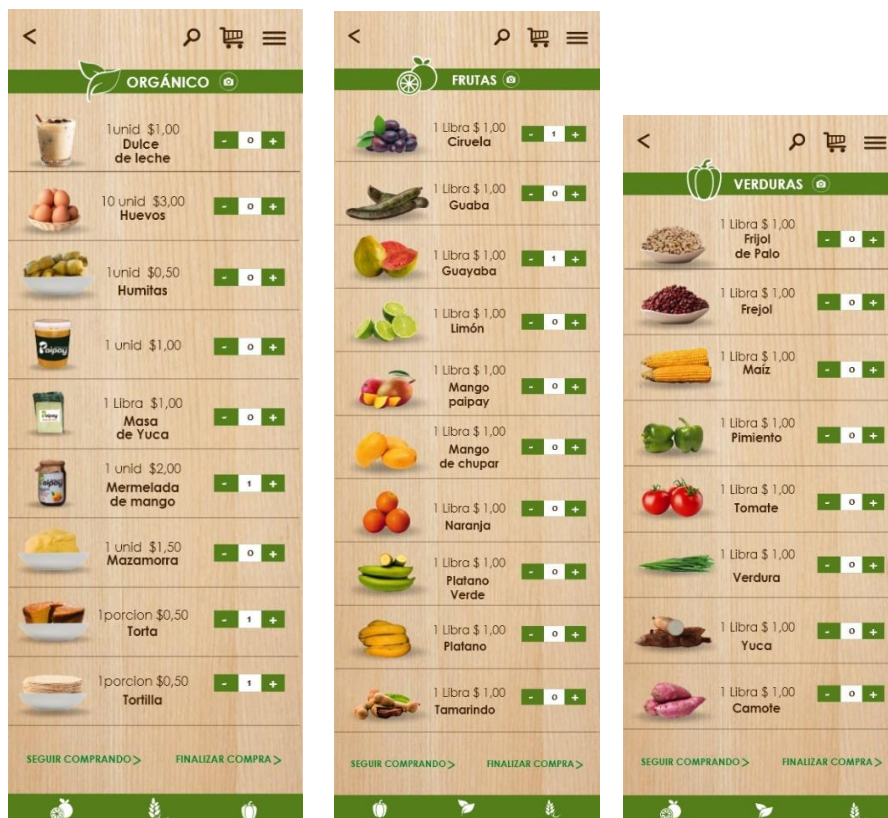 <
ORGÁNICO
1unid $1,00
Dulce
de leche
- 0 +
10 unid $3,00
Huevos
- 0 +
1unid $0,50
Humitas
- 0 +
Paipay
1 unid $1,00
- 0 +
Paipay
1 Libra $1,00
Masa
de Yuca
- 0 +
Paipay
1 unid $2,00
Mermelada
de mango
- 1 +
1 unid $1,50
Mazamorra
- 0 +
1porcion $0,50
Torta
- 1 +
1porcion $0,50
Tortilla
- 1 +
SEGUIR COMPRANDO > FINALIZAR COMPRA >
<
FRUTAS
1 Libra $ 1,00
Ciruela
- 1 +
1 Libra $ 1,00
Guaba
- 0 +
1 Libra $ 1,00
Guayaba
- 1 +
1 Libra $ 1,00
Limón
- 0 +
1 Libra $ 1,00
Mango
paipay
- 0 +
1 Libra $ 1,00
Mango
de chupar
- 0 +
1 Libra $ 1,00
Naranja
- 0 +
1 Libra $ 1,00
Platano
Verde
- 0 +
1 Libra $ 1,00
Platano
- 0 +
1 Libra $ 1,00
Tamarindo
- 0 +
SEGUIR COMPRANDO > FINALIZAR COMPRA >
<
VERDURAS
1 Libra $ 1,00
Frijol
de Palo
- 0 +
1 Libra $ 1,00
Frejol
- 0 +
1 Libra $ 1,00
Maíz
- 0 +
1 Libra $ 1,00
Pimiento
- 0 +
1 Libra $ 1,00
Tomate
- 0 +
1 Libra $ 1,00
Verdura
- 0 +
1 Libra $ 1,00
Yuca
- 0 +
1 Libra $ 1,00
Camote
- 0 +
SEGUIR COMPRANDO > FINALIZAR COMPRA >